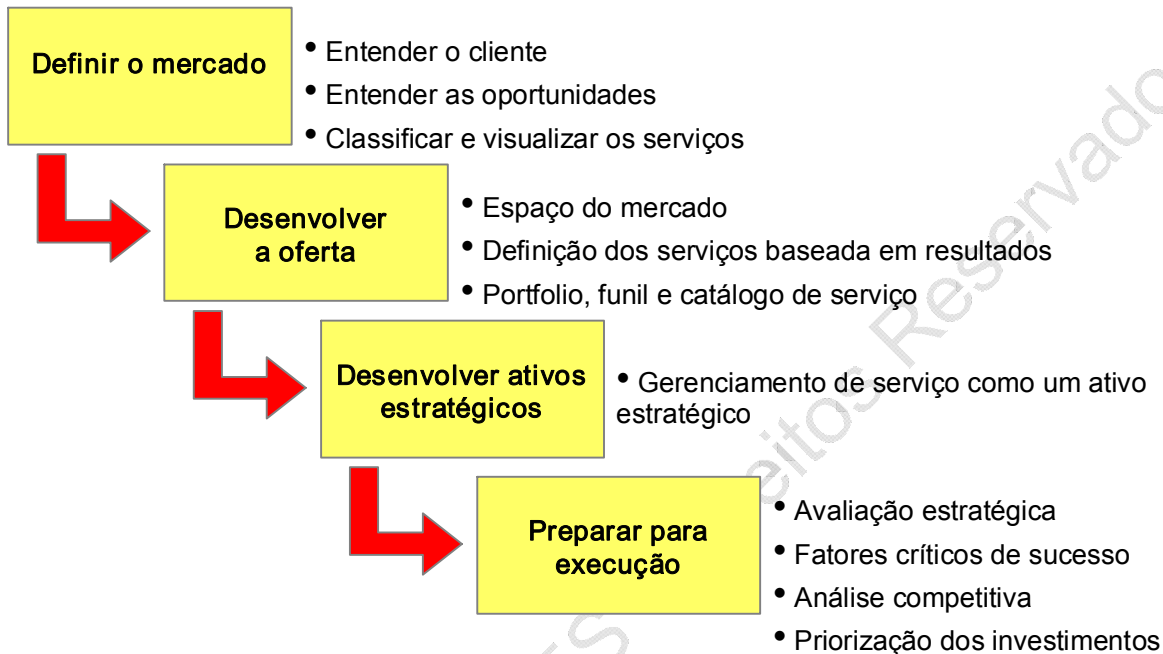 Definir o mercado
• Entender o cliente
• Entender as oportunidades
• Classificar e visualizar os serviços
Desenvolver
a oferta
• Espaço do mercado
• Definição dos serviços baseada em resultados
• Portfolio, funil e catálogo de serviço
Desenvolver ativos
estratégicos
• Gerenciamento de serviço como um ativo
estratégico
Preparar para
execução
• Avaliação estratégica
• Fatores críticos de sucesso
• Análise competitiva
• Priorização dos investimentos